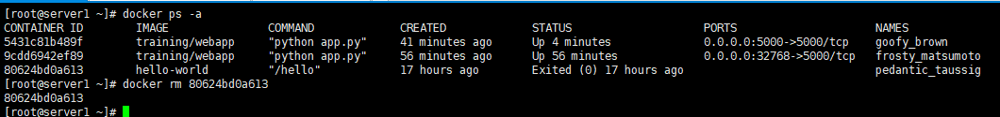 [root@server1 ~]# docker ps -a
CONTAINER ID IMAGE COMMAND CREATED STATUS PORTS NAMES
5431c81b489f training/webapp "python app.py" 41 minutes ago Up 4 minutes 0.0.0.0:5000->5000/tcp goofy_brown
9cdd6942ef89 training/webapp "python app.py" 56 minutes ago Up 56 minutes 0.0.0.0:32768->5000/tcp frosty_matsumoto
80624bd0a613 hello-world "/hello" 17 hours ago Exited (0) 17 hours ago pedantic_taussig
[root@server1 ~]# docker rm 80624bd0a613
80624bd0a613
[root@server1 ~]#